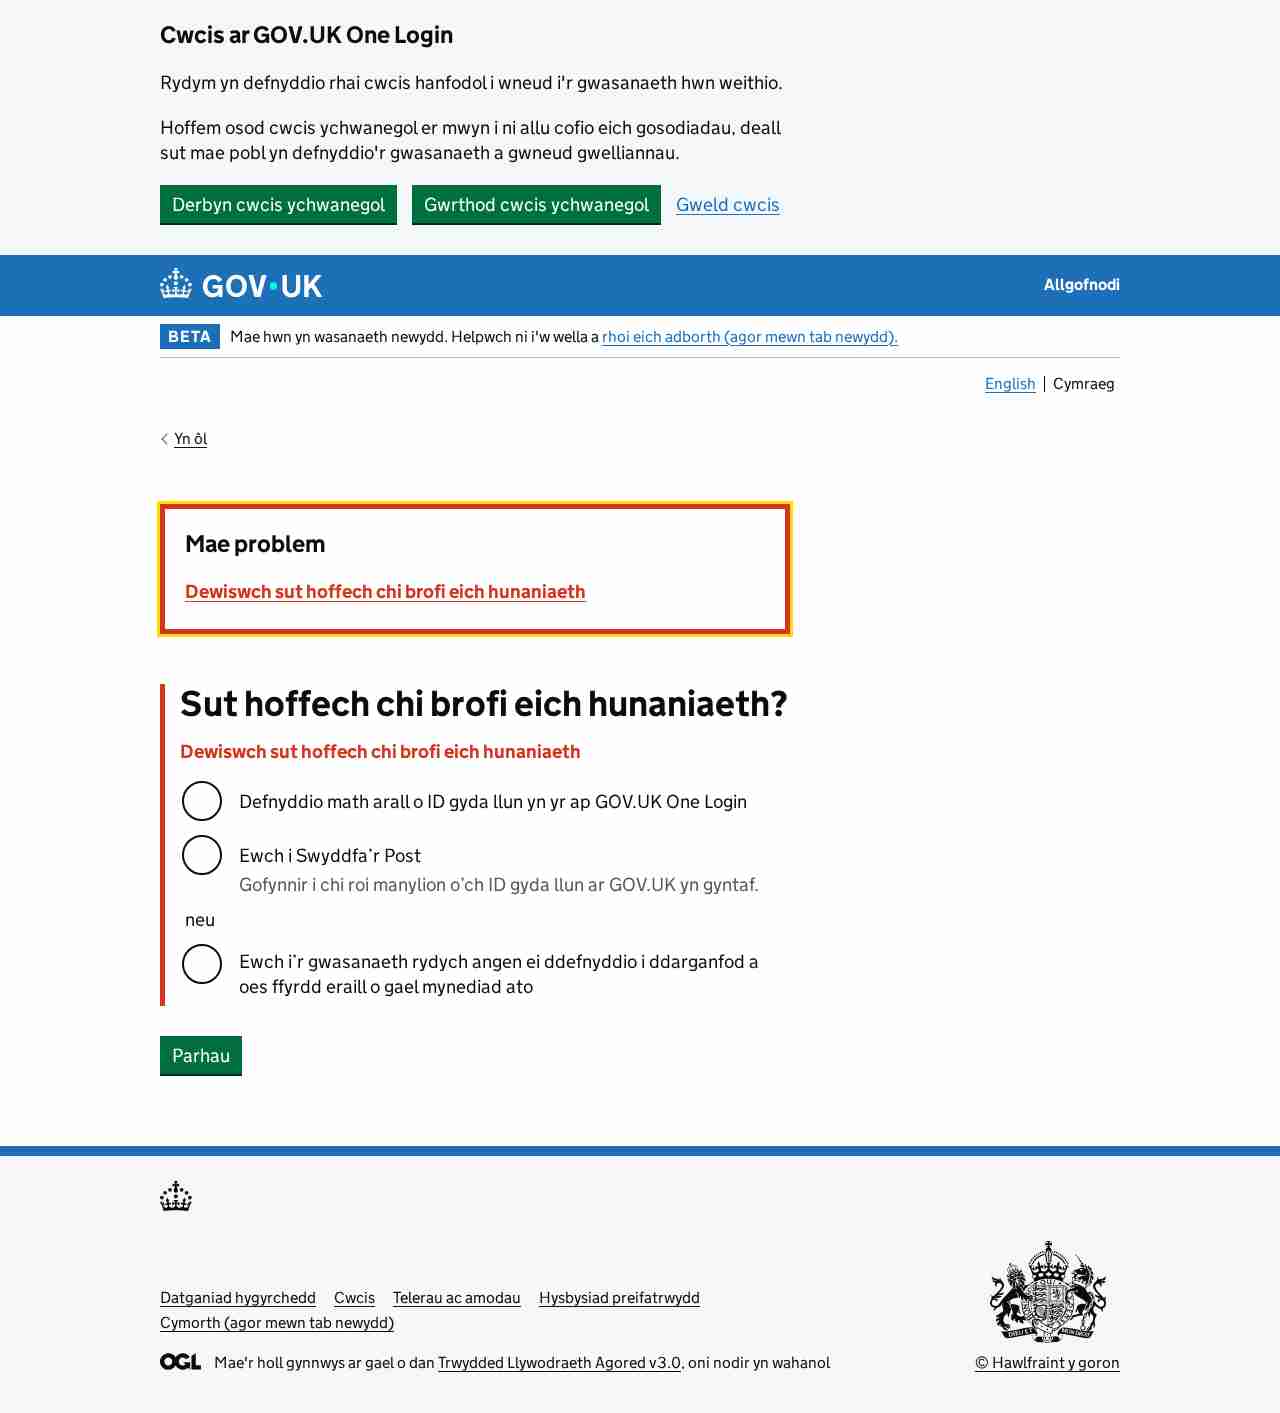 Cwcis ar GOV.UK One Login
Rydym yn defnyddio rhai cwcis hanfodol i wneud i'r gwasanaeth hwn weithio.
Hoffem osod cwcis ychwanegol er mwyn i ni allu cofio eich gosodiadau, deall
sut mae pobl yn defnyddio'r gwasanaeth a gwneud gwelliannau.
Derbyn cwcis ychwanegol Gwrthod cwcis ychwanegol Gweld cwcis
GOV·UK Allgofnodi
BETA Mae hwn yn wasanaeth newydd. Helpwch ni i'w wella a rhoi eich adborth (agor mewn tab newydd).
English Cymraeg
Yn ôl
Mae problem
Dewiswch sut hoffech chi brofi eich hunaniaeth
Sut hoffech chi brofi eich hunaniaeth?
Dewiswch sut hoffech chi brofi eich hunaniaeth
Defnyddio math arall o ID gyda llun yn yr ap GOV.UK One Login
Ewch i Swyddfa’r Post
Gofynnir i chi roi manylion o’ch ID gyda llun ar GOV.UK yn gyntaf.
neu
Ewch i’r gwasanaeth rydych angen ei ddefnyddio i ddarganfod a
oes ffyrdd eraill o gael mynediad ato
Parhau
Datganiad hygyrchedd Cwcis Telerau ac amodau Hysbysiad preifatrwydd
Cymorth (agor mewn tab newydd)
OGL Mae'r holl gynnwys ar gael o dan Trwydded Llywodraeth Agored v3.0, oni nodir yn wahanol
© Hawlfraint y goron